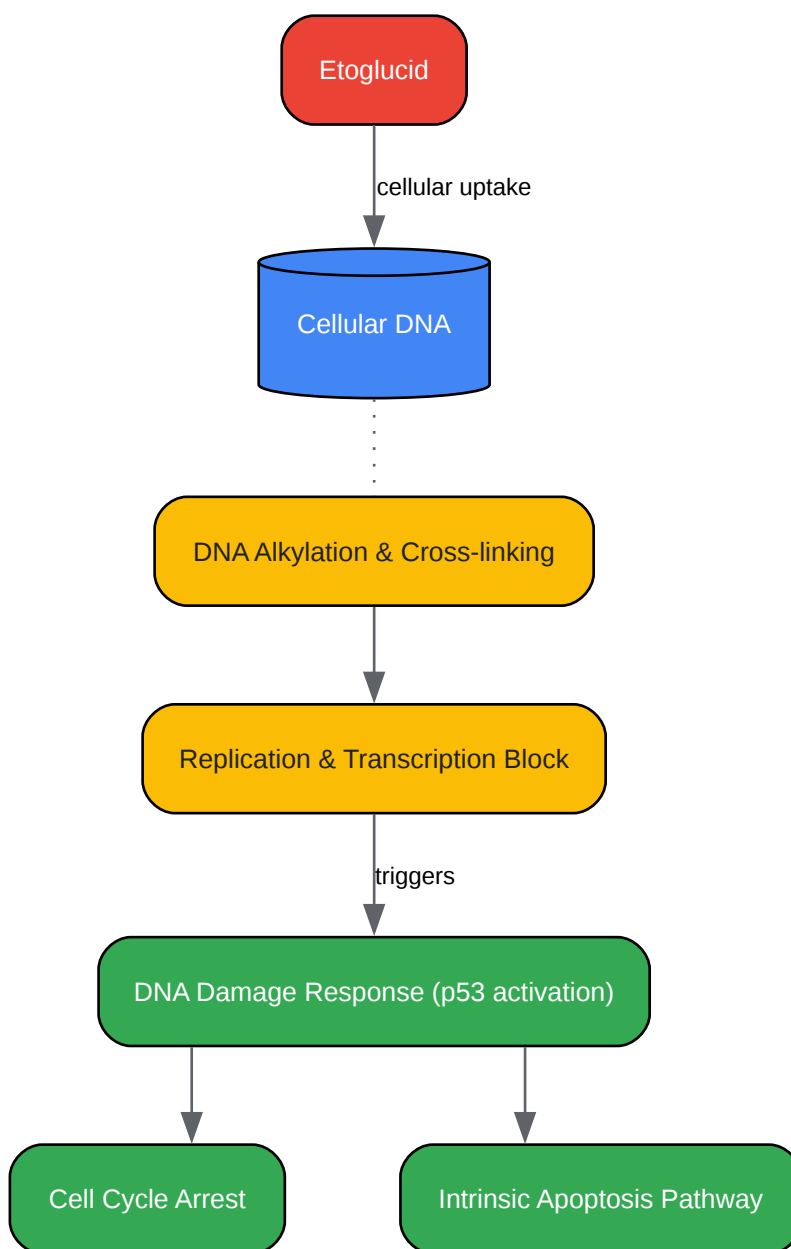 Etoglucid
cellular uptake
Cellular DNA
DNA Alkylation & Cross-linking
Replication & Transcription Block
triggers
DNA Damage Response (p53 activation)
Cell Cycle Arrest
Intrinsic Apoptosis Pathway